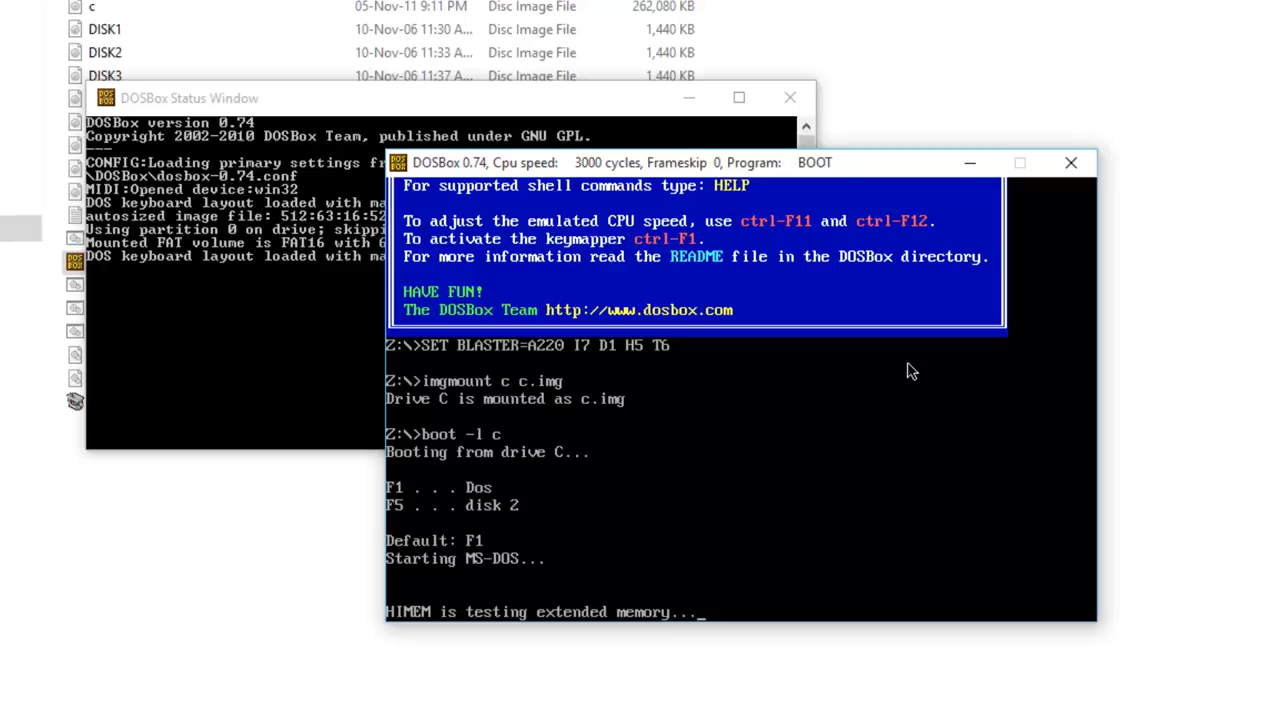 c 05-Nov-11 9:11 PM Disc Image File 262,080 KB
DISK1 10-Nov-06 11:30 A... Disc Image File 1,440 KB
DISK2 10-Nov-06 11:33 A... Disc Image File 1,440 KB
DISK3 10-Nov-06 11:37 A... Disc Image File 1,440 KB
DOSBox Status Window
DOSBox version 0.74
Copyright 2002-2010 DOSBox Team, published under GNU GPL.
---
CONFIG:Loading primary settings fr
\DOSBox\dosbox-0.74.conf
MIDI:Opened device:win32
DOS keyboard layout loaded with ma
autosized image file: 512:63:16:52
Using partition 0 on drive; skippi
Mounted FAT volume is FAT16 with 6
DOS keyboard layout loaded with ma
DOSBox 0.74, Cpu speed: 3000 cycles, Frameskip 0, Program: BOOT
For supported shell commands type: HELP
To adjust the emulated CPU speed, use ctrl-F11 and ctrl-F12.
To activate the keymapper ctrl-F1.
For more information read the README file in the DOSBox directory.
HAVE FUN!
The DOSBox Team http://www.dosbox.com
Z:\>SET BLASTER=A220 I7 D1 H5 T6
Z:\>imgmount c c.img
Drive C is mounted as c.img
Z:\>boot -l c
Booting from drive C...
F1 . . . Dos
F5 . . . disk 2
Default: F1
Starting MS-DOS...
HIMEM is testing extended memory..._